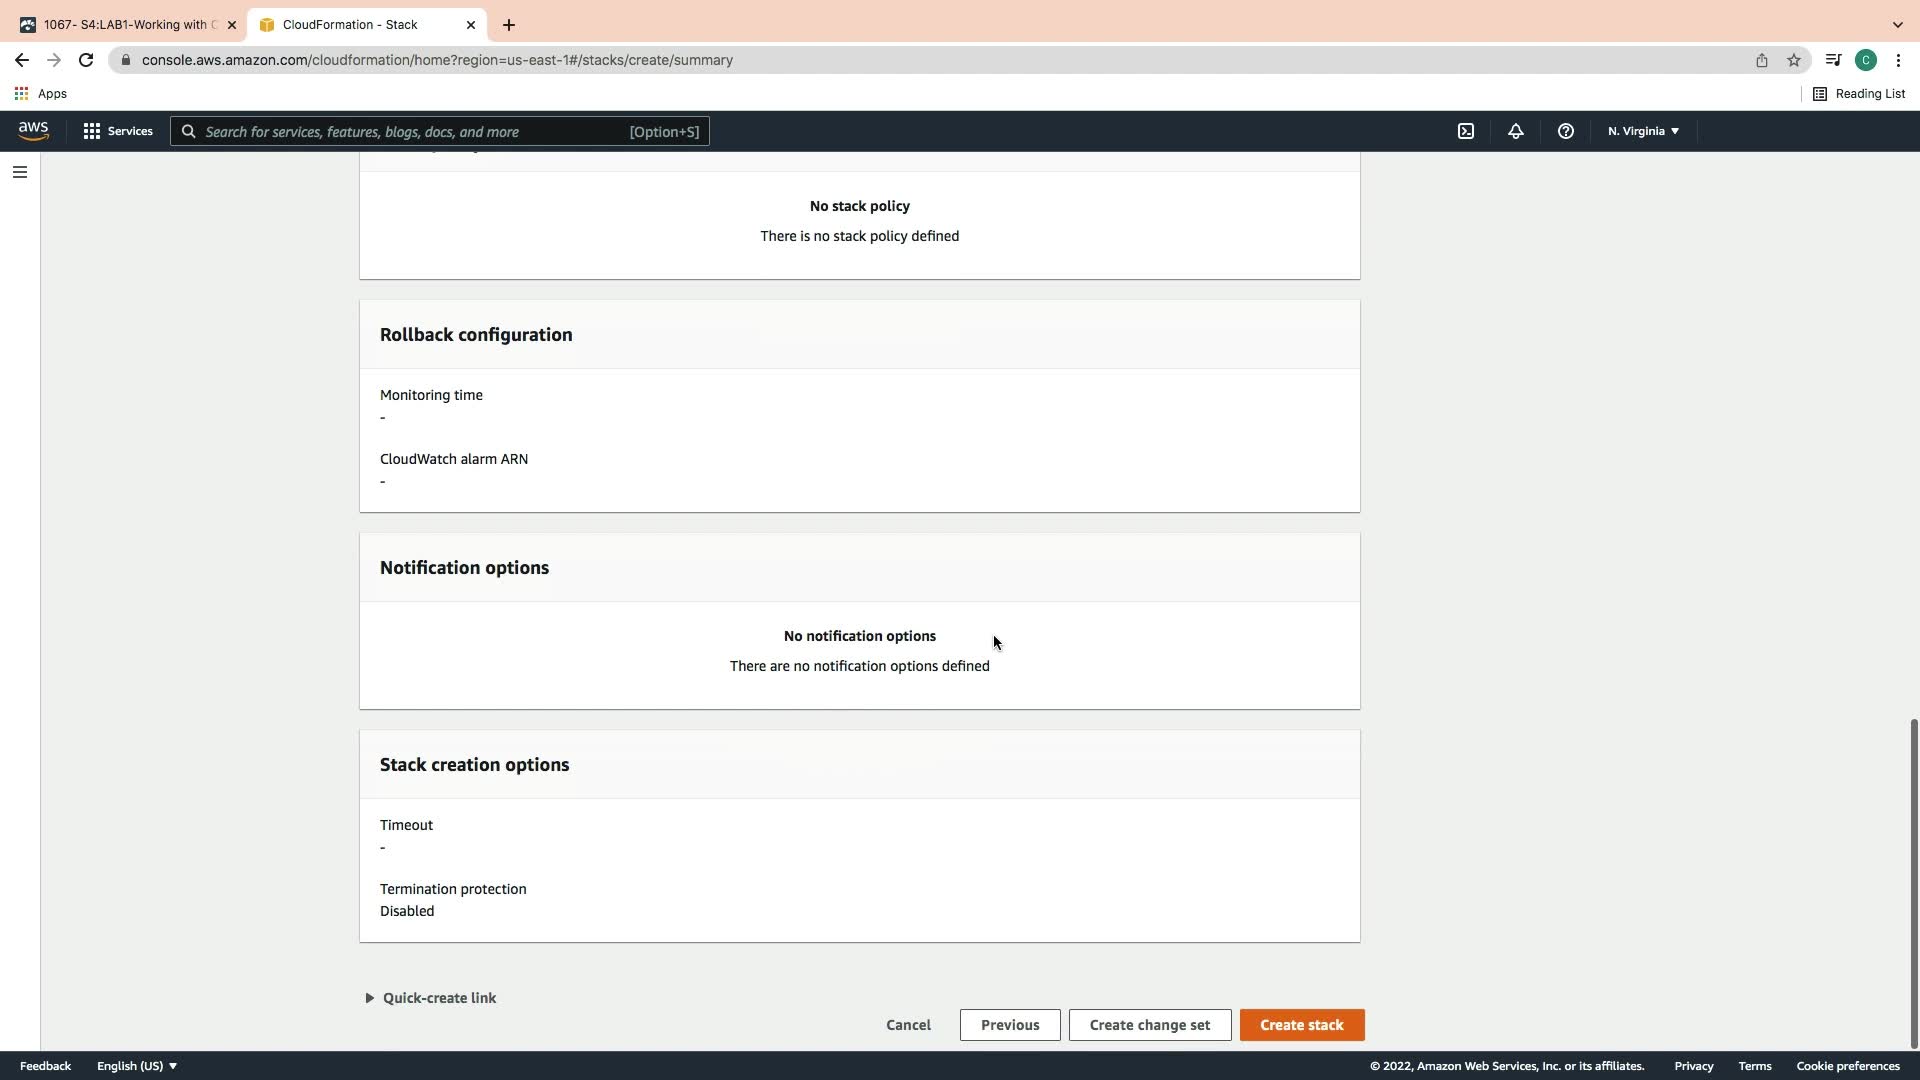 1067- S4:LAB1-Working with C
CloudFormation - Stack
console.aws.amazon.com/cloudformation/home?region=us-east-1#/stacks/create/summary
C
Apps
Reading List
aws
Services
Search for services, features, blogs, docs, and more
[Option+S]
N. Virginia
No stack policy
There is no stack policy defined
Rollback configuration
Monitoring time
-
CloudWatch alarm ARN
-
Notification options
No notification options
There are no notification options defined
Stack creation options
Timeout
-
Termination protection
Disabled
Quick-create link
Cancel
Previous
Create change set
Create stack
Feedback
English (US)
© 2022, Amazon Web Services, Inc. or its affiliates.
Privacy
Terms
Cookie preferences